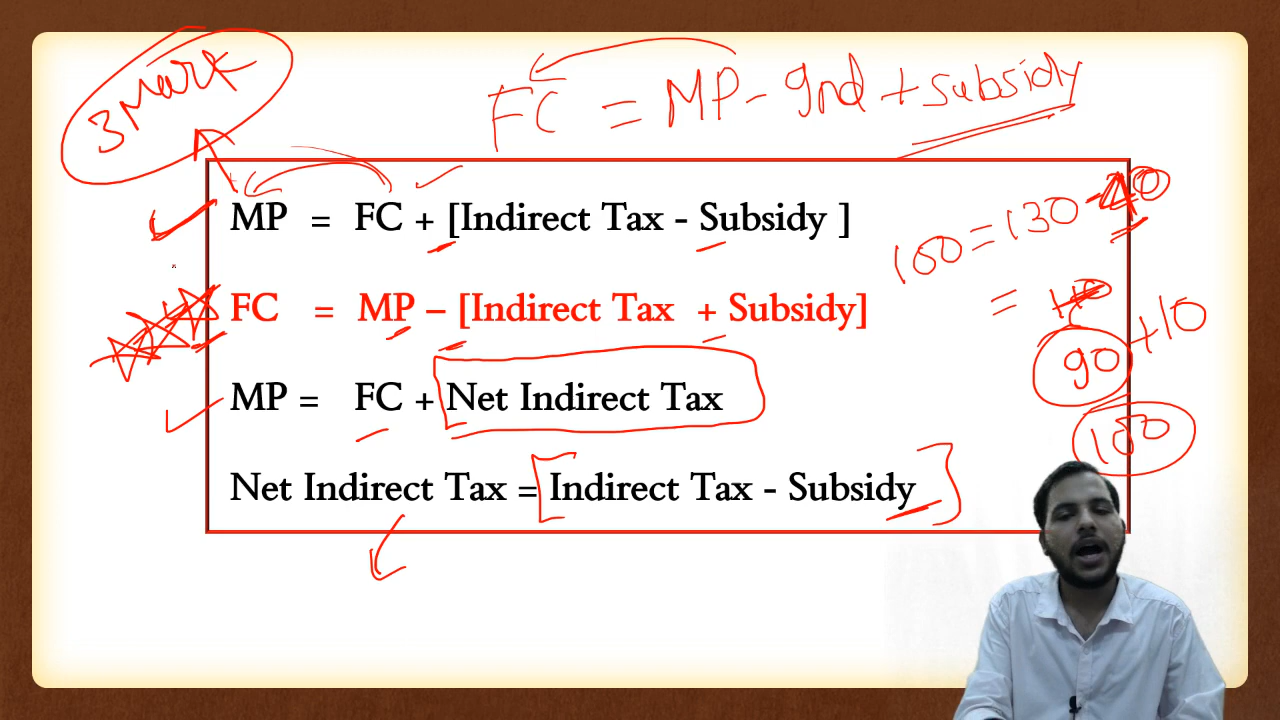 3 Mark
FC = MP - Ind + Subsidy
MP = FC + [Indirect Tax - Subsidy ]
100 = 130 - 40
FC = MP – [Indirect Tax + Subsidy]
=
90 + 10
MP = FC + Net Indirect Tax
100
Net Indirect Tax = Indirect Tax - Subsidy